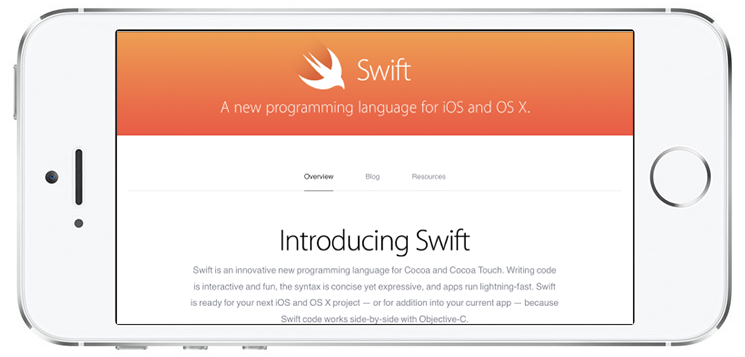 Swift
A new programming language for iOS and OS X.
Overview Blog Resources
Introducing Swift
Swift is an innovative new programming language for Cocoa and Cocoa Touch. Writing code
is interactive and fun, the syntax is concise yet expressive, and apps run lightning-fast. Swift
is ready for your next iOS and OS X project — or for addition into your current app — because
Swift code works side-by-side with Objective-C.